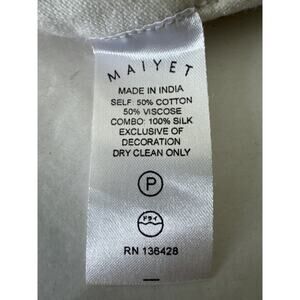 MAIYET
MADE IN INDIA
SELF: 50% COTTON
50% VISCOSE
COMBO: 100% SILK
EXCLUSIVE OF
DECORATION
DRY CLEAN ONLY
P
ドライ
RN 136428